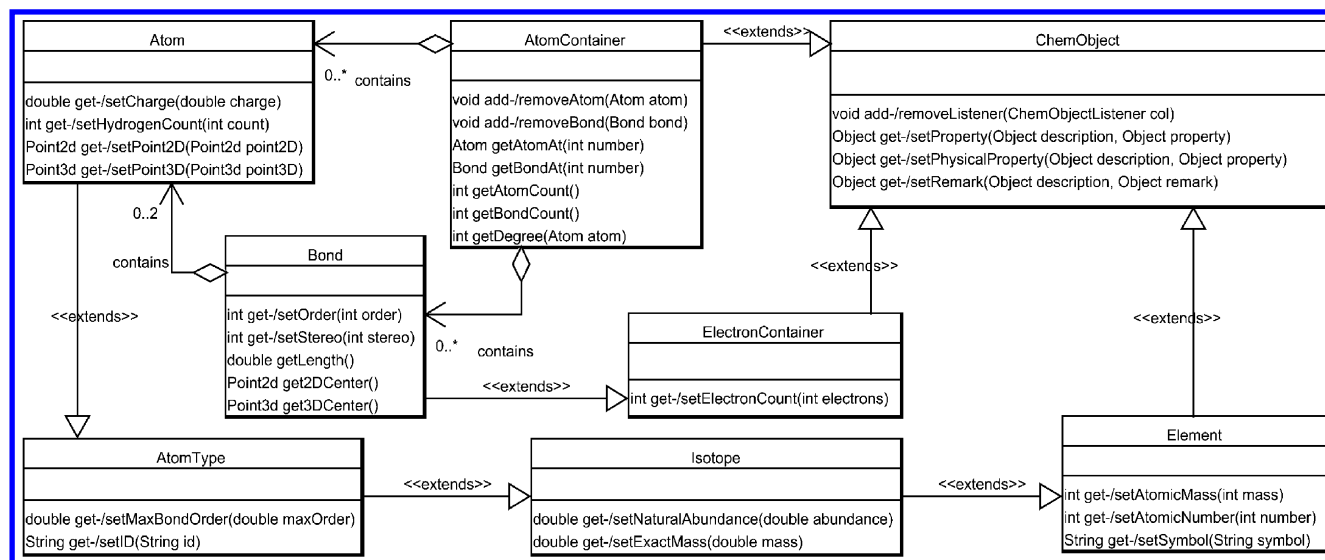 Atom
double get-/setCharge(double charge)
int get-/setHydrogenCount(int count)
Point2d get-/setPoint2D(Point2d point2D)
Point3d get-/setPoint3D(Point3d point3D)
0..*
contains
AtomContainer
void add-/removeAtom(Atom atom)
void add-/removeBond(Bond bond)
Atom getAtomAt(int number)
Bond getBondAt(int number)
int getAtomCount()
int getBondCount()
int getDegree(Atom atom)
<<extends>>
ChemObject
void add-/removeListener(ChemObjectListener col)
Object get-/setProperty(Object description, Object property)
Object get-/setPhysicalProperty(Object description, Object property)
Object get-/setRemark(Object description, Object remark)
0..2
contains
Bond
int get-/setOrder(int order)
int get-/setStereo(int stereo)
double getLength()
Point2d get2DCenter()
Point3d get3DCenter()
0..*
contains
<<extends>>
<<extends>>
<<extends>>
<<extends>>
ElectronContainer
int get-/setElectronCount(int electrons)
AtomType
double get-/setMaxBondOrder(double maxOrder)
String get-/setID(String id)
<<extends>>
Isotope
double get-/setNaturalAbundance(double abundance)
double get-/setExactMass(double mass)
<<extends>>
Element
int get-/setAtomicMass(int mass)
int get-/setAtomicNumber(int number)
String get-/setSymbol(String symbol)